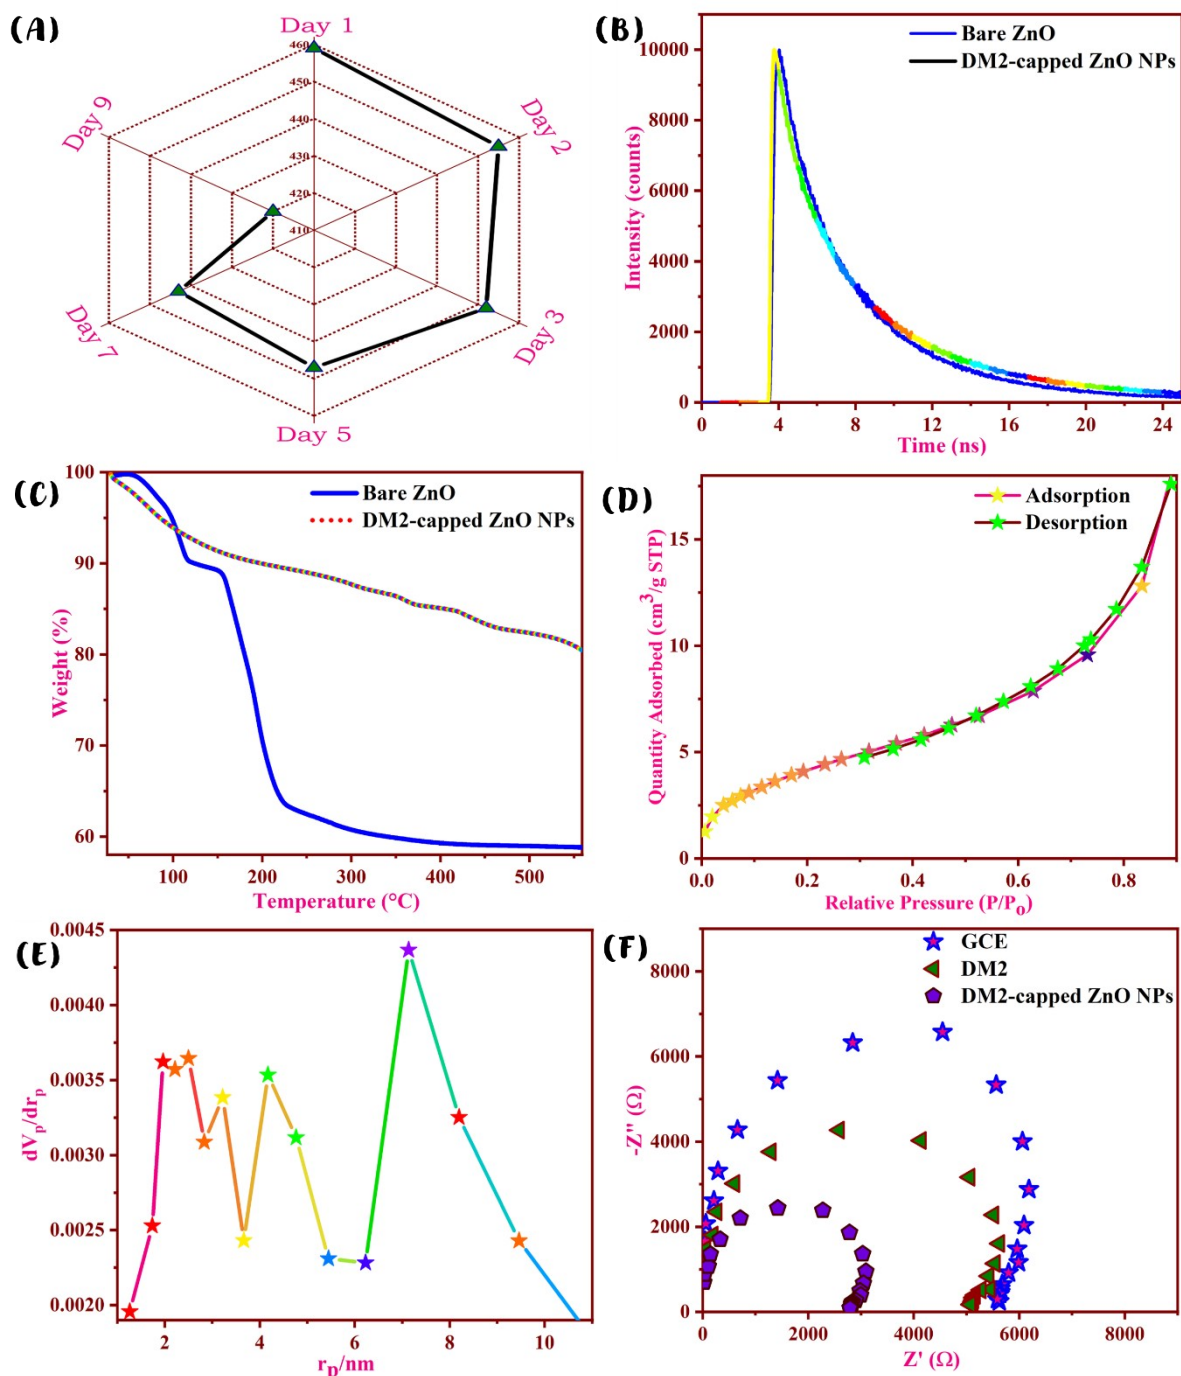 (A)
Day 1
460
450
440
430
420
410
Day 2
Day 3
Day 5
Day 7
Day 9
(B)
Bare ZnO
DM2-capped ZnO NPs
Intensity (counts)
10000
8000
6000
4000
2000
0
0 4 8 12 16 20 24
Time (ns)
(C)
Bare ZnO
DM2-capped ZnO NPs
Weight (%)
100
90
80
70
60
100 200 300 400 500
Temperature (°C)
(D)
Adsorption
Desorption
Quantity Adsorbed (cm³/g STP)
15
10
5
0
0.0 0.2 0.4 0.6 0.8
Relative Pressure (P/Po)
(E)
dVp/drp
0.0045
0.0040
0.0035
0.0030
0.0025
0.0020
2 4 6 8 10
rp/nm
(F)
GCE
DM2
DM2-capped ZnO NPs
-Z" (Ω)
8000
6000
4000
2000
0
0 2000 4000 6000 8000
Z' (Ω)